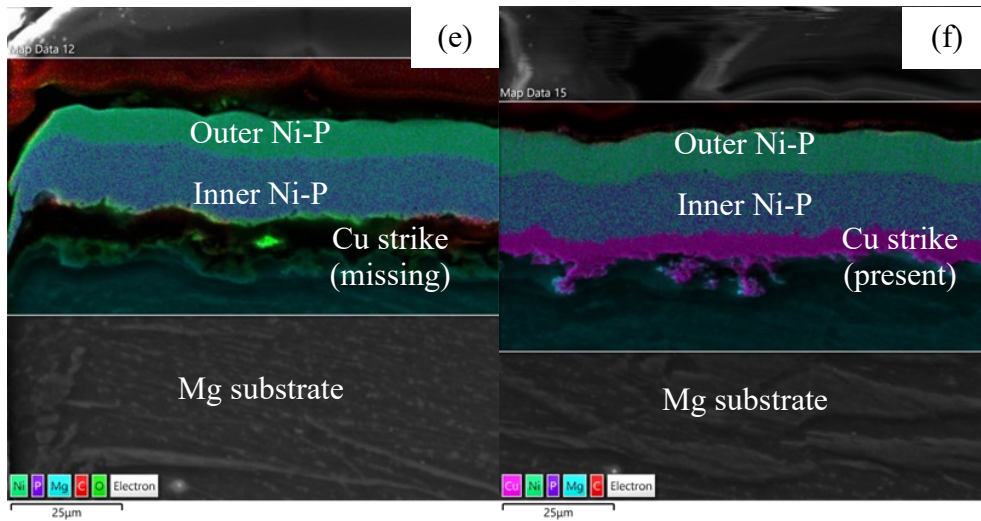 (e)
Map Data 12
Outer Ni-P
Inner Ni-P
Cu strike
(missing)
Mg substrate
Ni P Mg C O Electron
25μm
(f)
Map Data 15
Outer Ni-P
Inner Ni-P
Cu strike
(present)
Mg substrate
Cu Ni P Mg C Electron
25μm